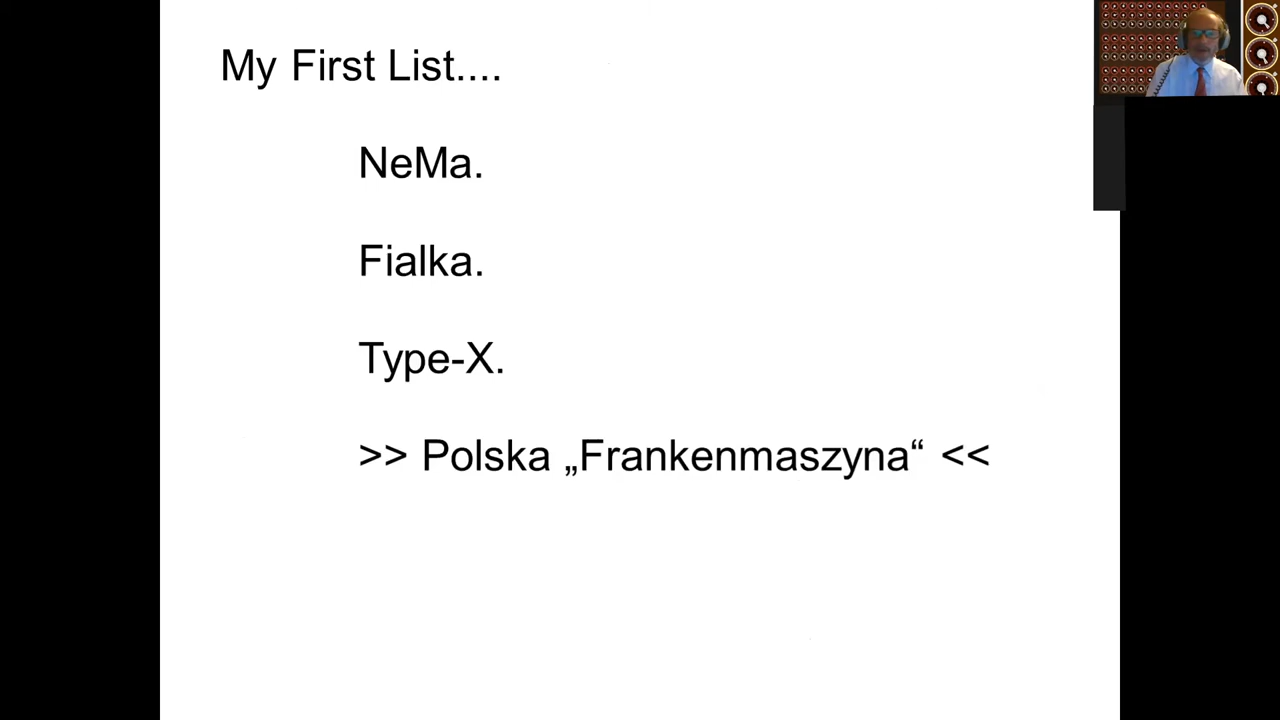 My First List....
NeMa.
Fialka.
Type-X.
>> Polska „Frankenmaszyna“ <<